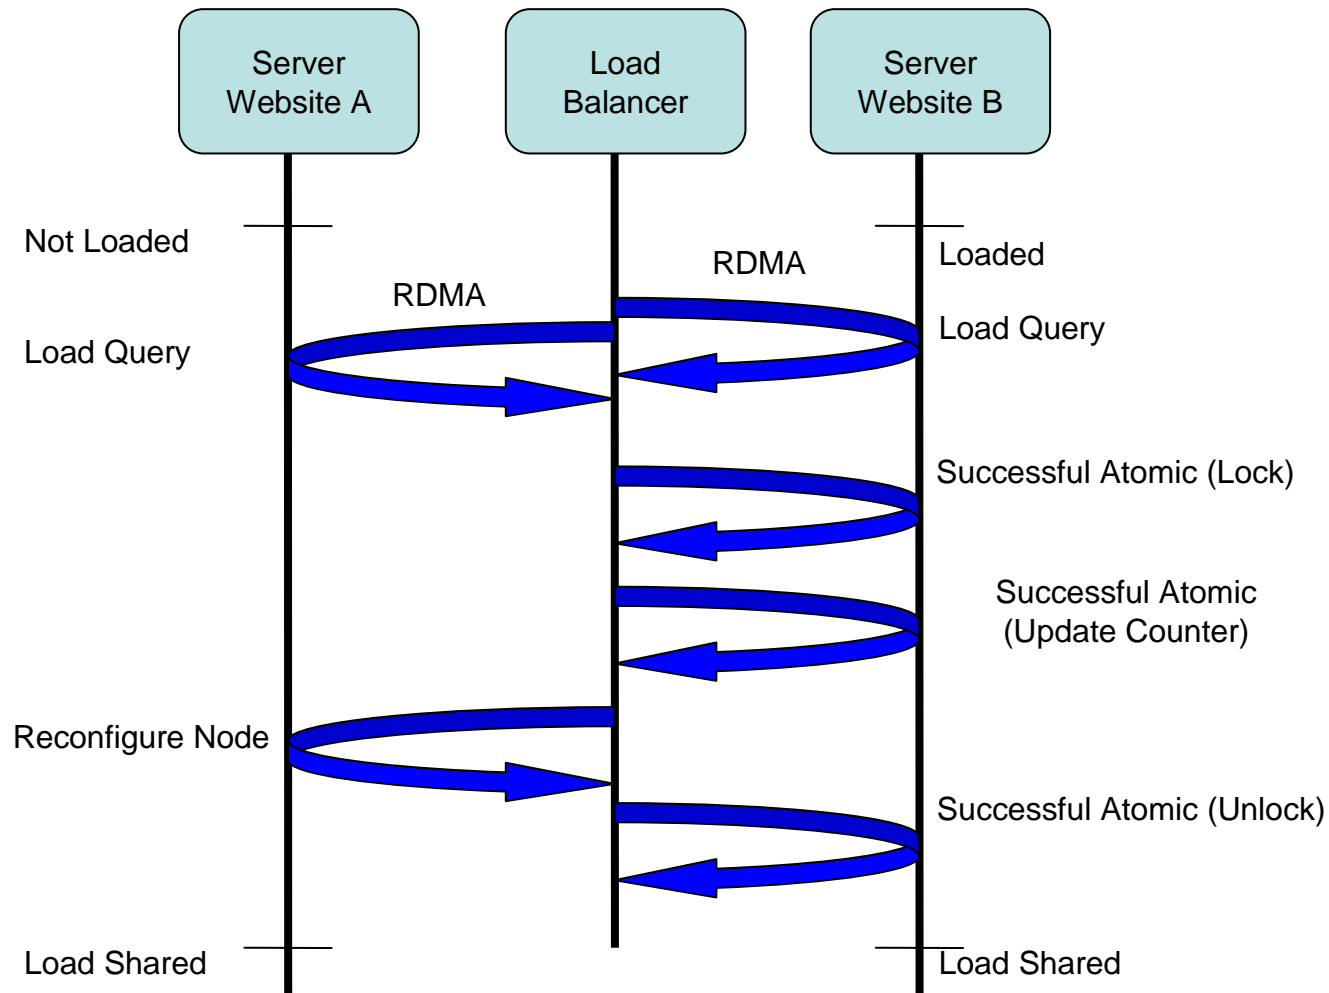 Server
Website A
Load
Balancer
Server
Website B
Not Loaded
Loaded
RDMA
RDMA
Load Query
Load Query
Successful Atomic (Lock)
Successful Atomic
(Update Counter)
Reconfigure Node
Successful Atomic (Unlock)
Load Shared
Load Shared